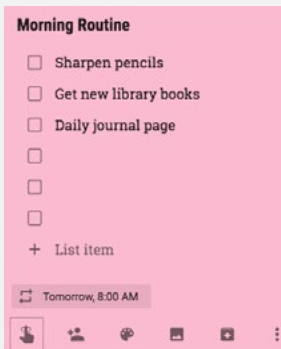 Morning Routine
Sharpen pencils
Get new library books
Daily journal page
+ List item
Tomorrow, 8:00 AM